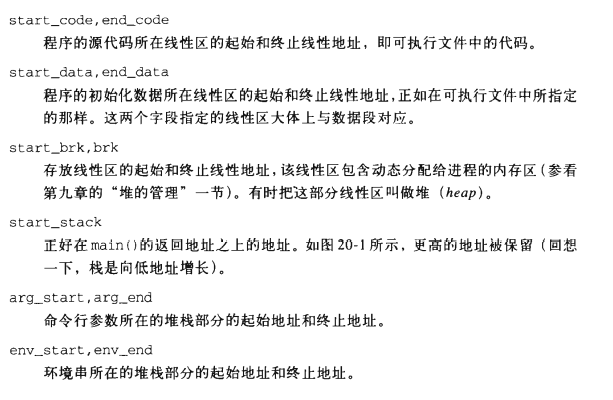 start_code,end_code
程序的源代码所在线性区的起始和终止线性地址，即可执行文件中的代码。
start_data,end_data
程序的初始化数据所在线性区的起始和终止线性地址,正如在可执行文件中所指定
的那样。这两个字段指定的线性区大体上与数据段对应。
start_brk,brk
存放线性区的起始和终止线性地址,该线性区包含动态分配给进程的内存区(参看
第九章的“堆的管理”一节)。有时把这部分线性区叫做堆（heap）。
start_stack
正好在main()的返回地址之上的地址。如图20-1所示，更高的地址被保留（回想
一下，栈是向低地址增长）。
arg_start,arg_end
命令行参数所在的堆栈部分的起始地址和终止地址。
env_start,env_end
环境串所在的堆栈部分的起始地址和终止地址。